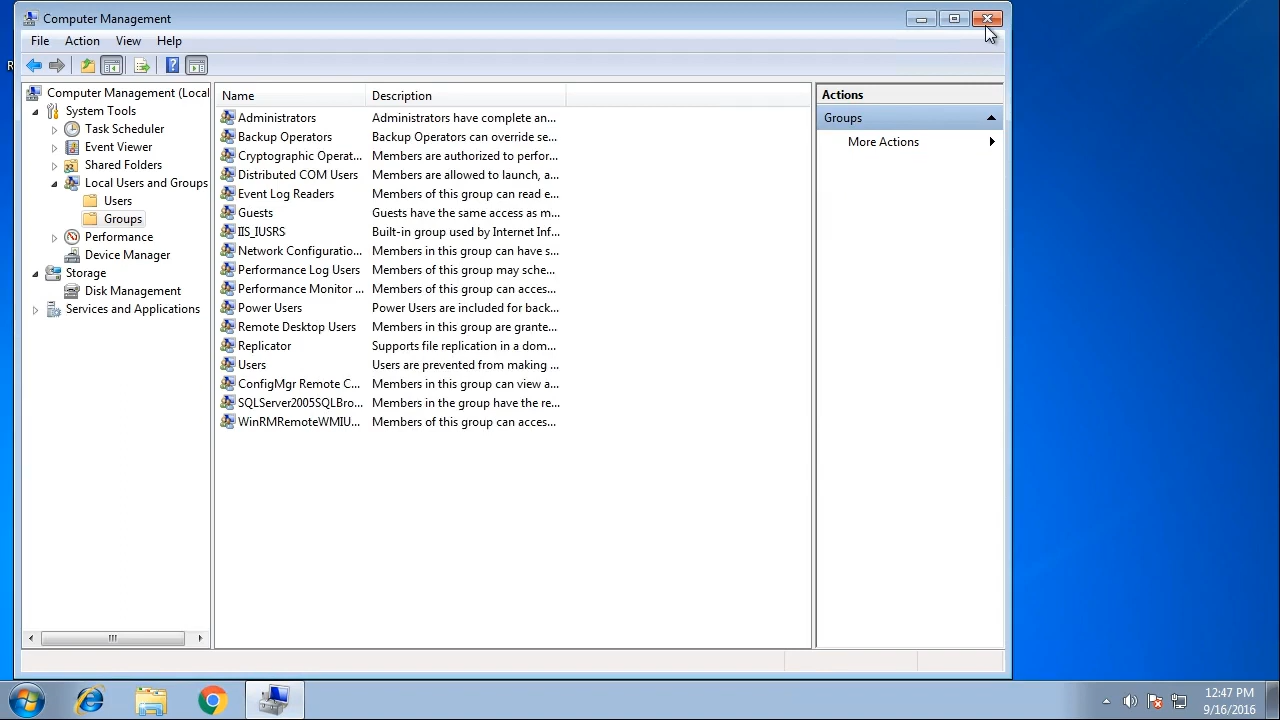 Computer Management
File Action View Help
R
Computer Management (Local
System Tools
Task Scheduler
Event Viewer
Shared Folders
Local Users and Groups
Users
Groups
Performance
Device Manager
Storage
Disk Management
Services and Applications
Name Description
Administrators Administrators have complete an...
Backup Operators Backup Operators can override se...
Cryptographic Operat... Members are authorized to perfor...
Distributed COM Users Members are allowed to launch, a...
Event Log Readers Members of this group can read e...
Guests Guests have the same access as m...
IIS_IUSRS Built-in group used by Internet Inf...
Network Configuratio... Members in this group can have s...
Performance Log Users Members of this group may sche...
Performance Monitor ... Members of this group can acces...
Power Users Power Users are included for back...
Remote Desktop Users Members in this group are grante...
Replicator Supports file replication in a dom...
Users Users are prevented from making ...
ConfigMgr Remote C... Members in this group can view a...
SQLServer2005SQLBro... Members in the group have the re...
WinRMRemoteWMIU... Members of this group can acces...
Actions
Groups
More Actions
12:47 PM
9/16/2016